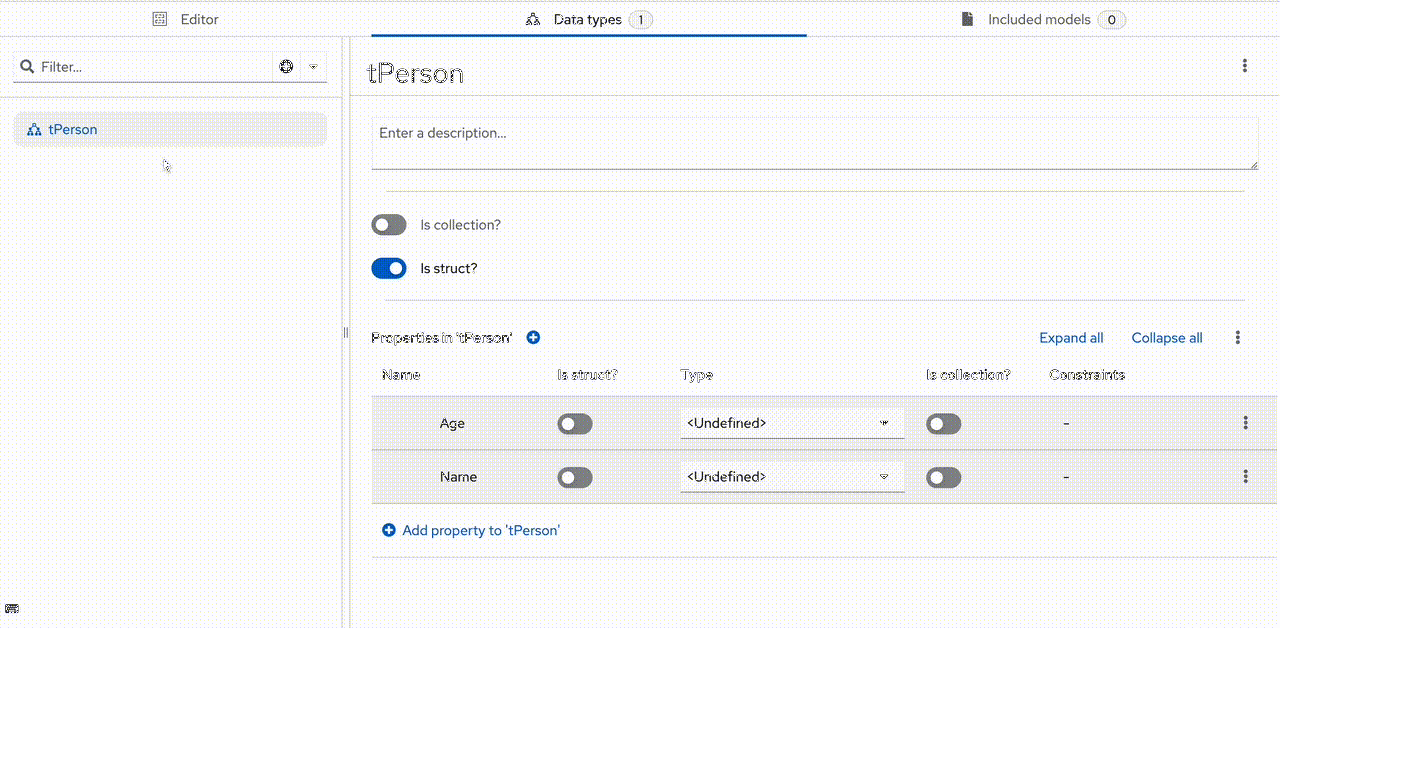 Editor Data types 1 Included models 0
Filter...
tPerson
tPerson
Enter a description...
Is collection?
Is struct?
Properties in 'tPerson' Expand all Collapse all
Name Is struct? Type Is collection? Constraints
Age <Undefined> -
Name <Undefined> -
Add property to 'tPerson'